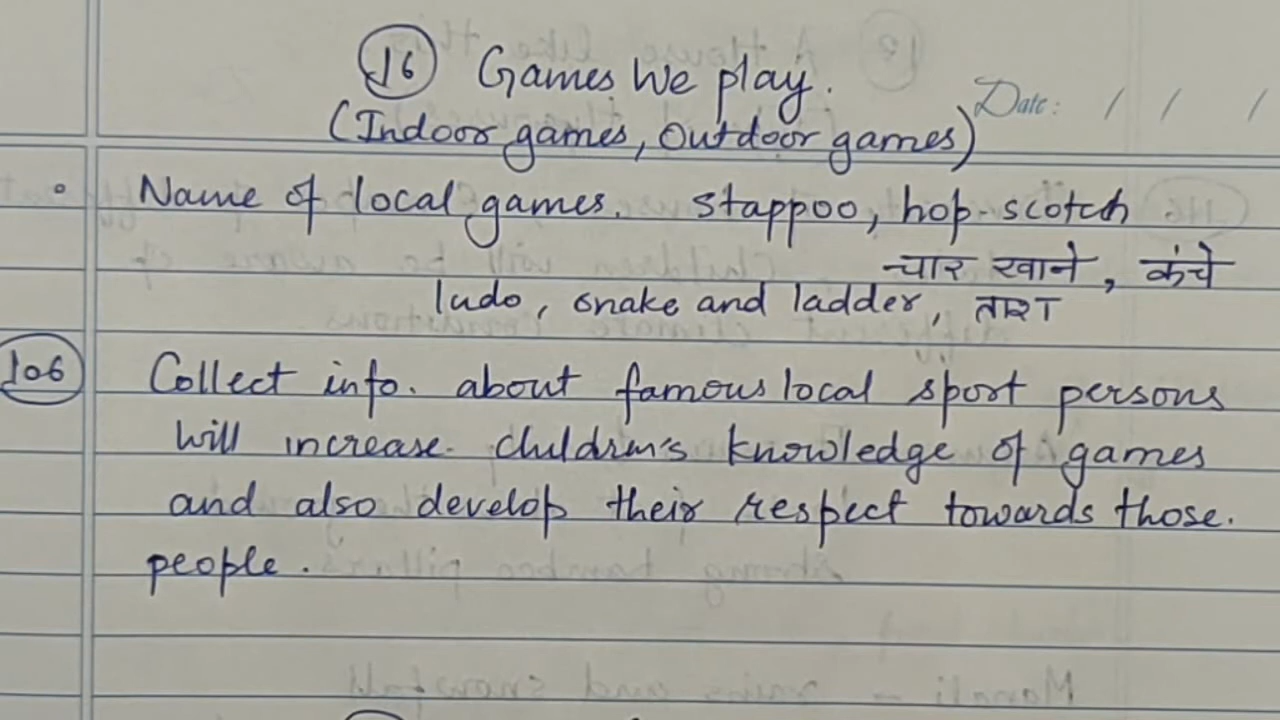 16 Games We play.
Date: / / /
(Indoor games, Outdoor games)
• Name of local games. stappoo, hop-scotch
चार खाने, कंचे
ludo, snake and ladder, ताश
106 Collect info. about famous local sport persons
will increase. children's knowledge of games
and also develop their respect towards those.
people.